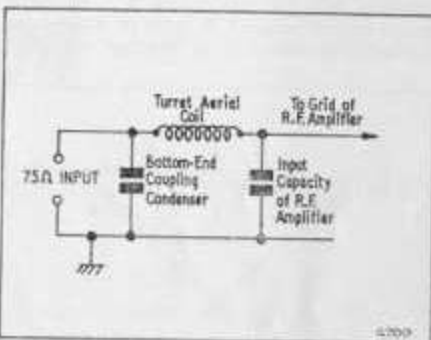 Turret Aerial
Coil
To Grid of
R.F. Amplifier
75Ω INPUT
Bottom-End
Coupling
Condenser
Input
Capacity
of R.F.
Amplifier